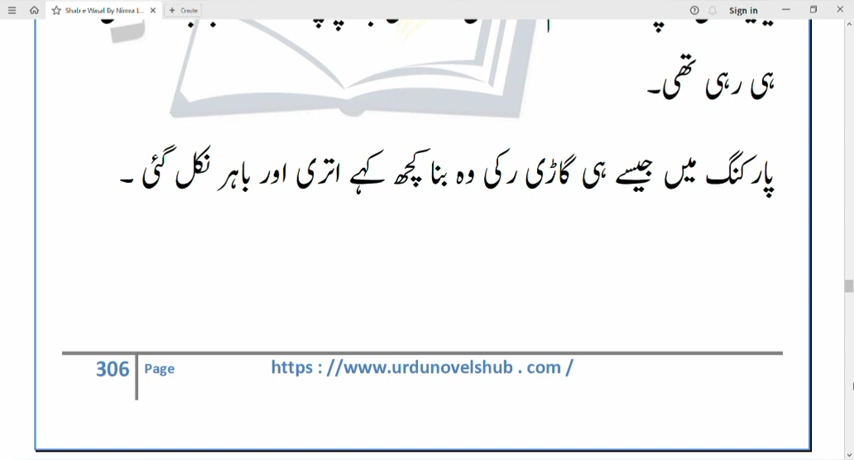 Shab e Wasal By Nimra I... × + Create Sign in
ہی رہی تھی۔
پارکنگ میں جیسے ہی گاڑی رکی وہ بنا کچھ کہے اتری اور باہر نکل گئی ۔
306 Page https : //www.urdunovelshub . com /